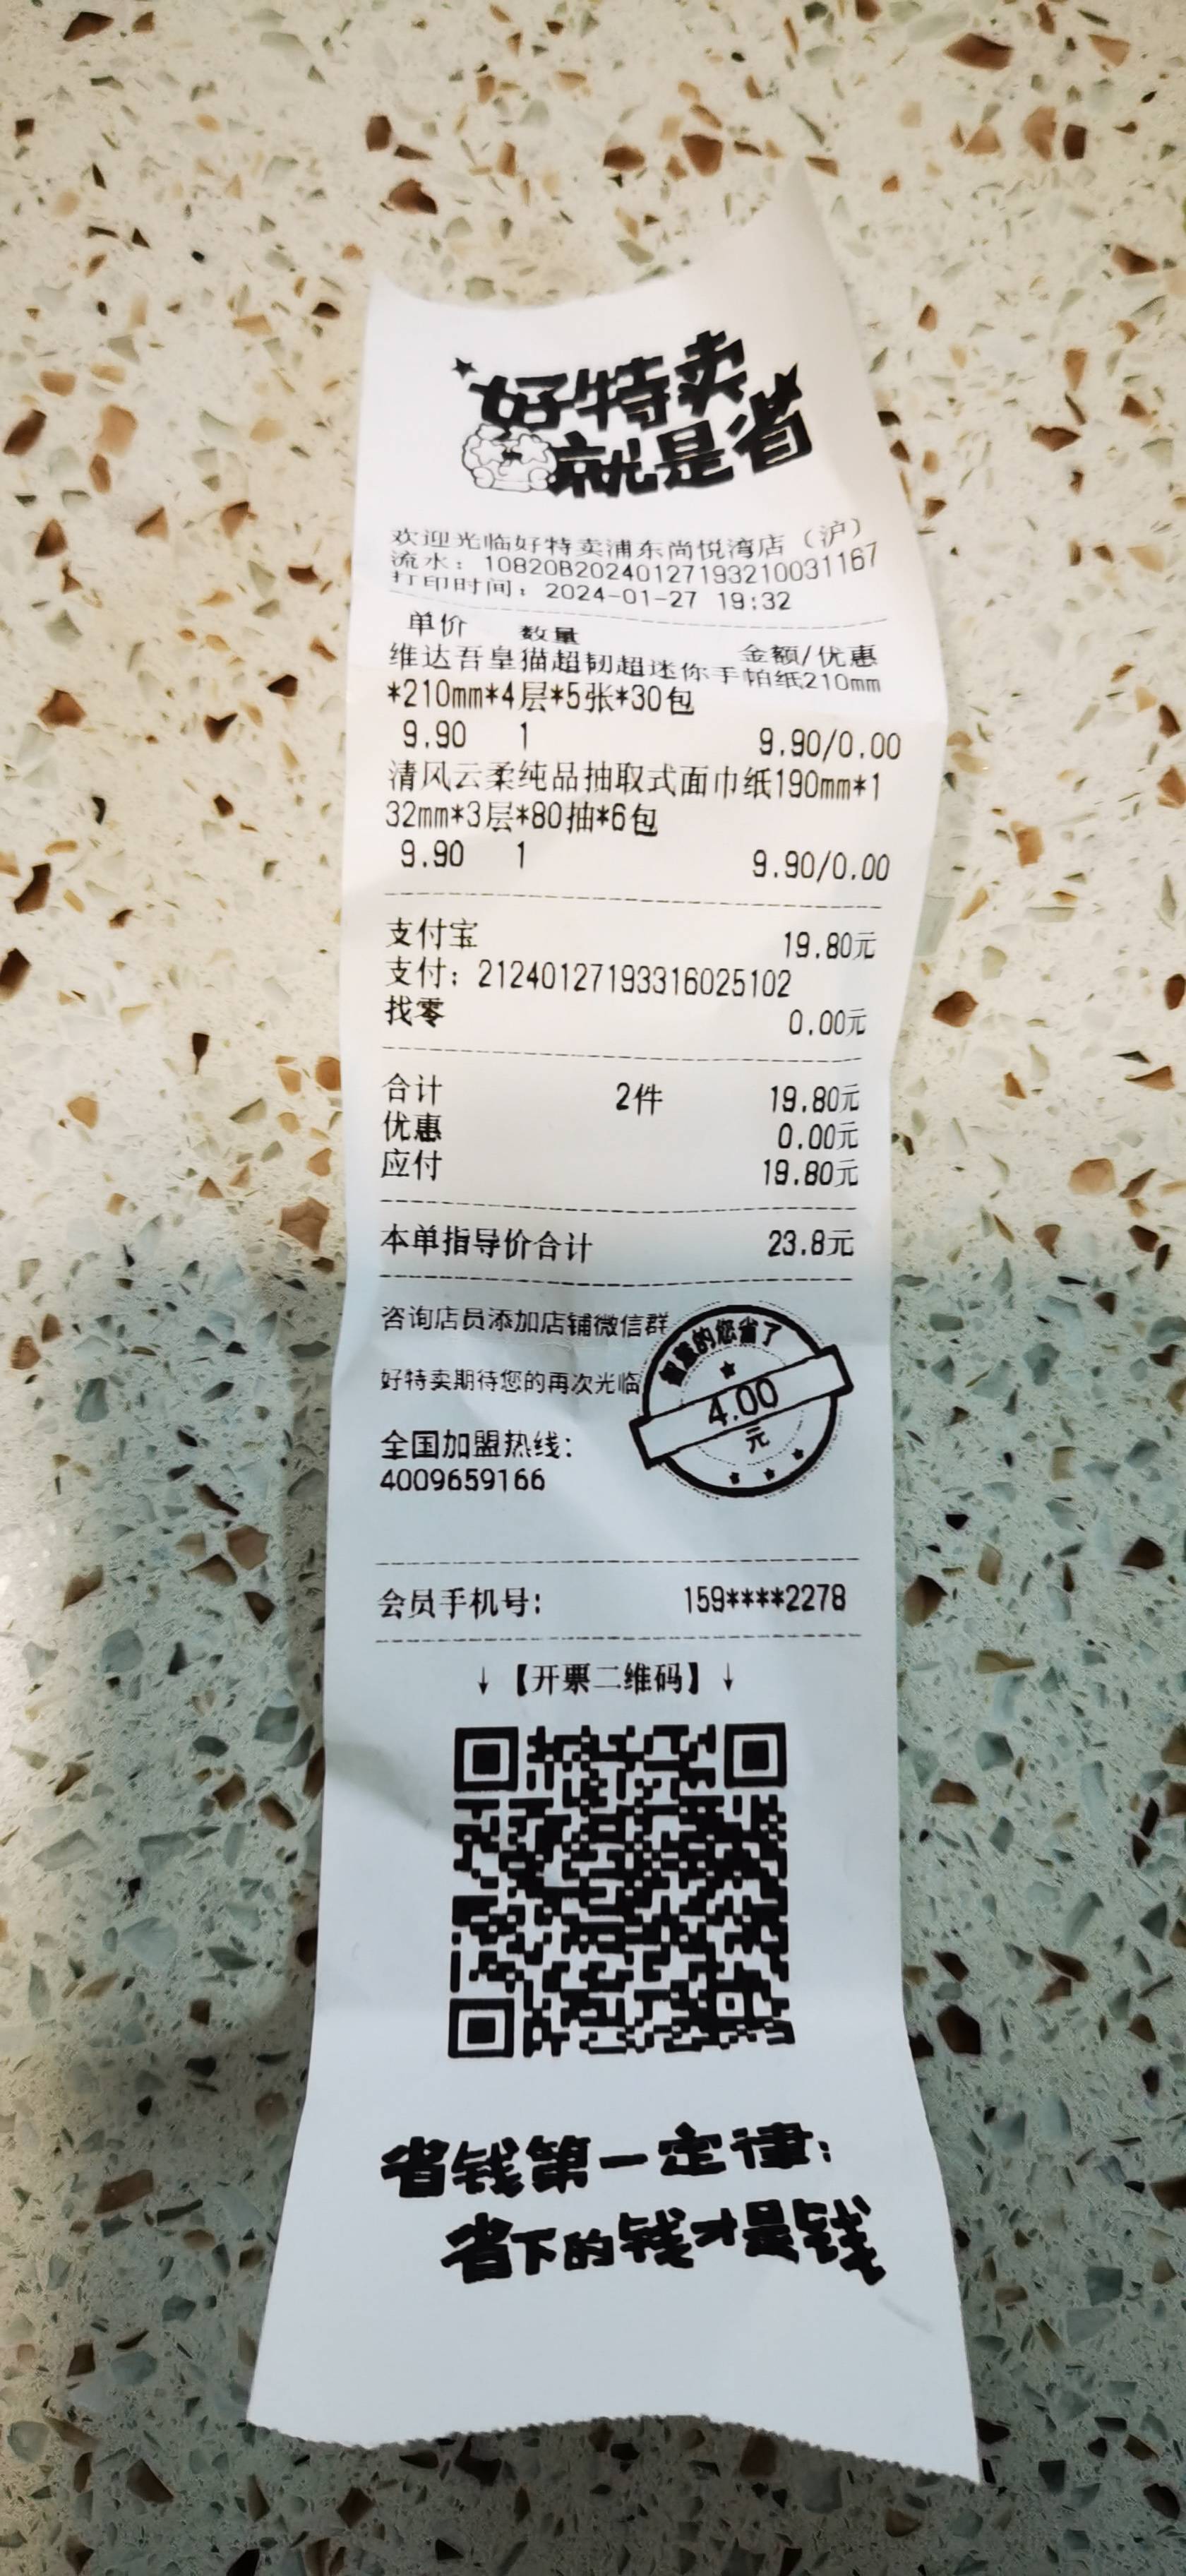 好特卖
就是省
欢迎光临好特卖浦东尚悦湾店（沪）
流水：10820B20240127193210031167
打印时间：2024-01-27 19:32
单价 数量 金额/优惠
维达吾皇猫超韧超迷你手帕纸210mm
*210mm*4层*5张*30包
9.90 1 9.90/0.00
清风云柔纯品抽取式面巾纸190mm*1
32mm*3层*80抽*6包
9.90 1 9.90/0.00
支付宝 19.80元
支付：21240127193316025102
找零 0.00元
合计 2件 19.80元
优惠 0.00元
应付 19.80元
本单指导价合计 23.8元
咨询店员添加店铺微信群
好特卖期待您的再次光临
的您省了
4.00
元
全国加盟热线：
4009659166
会员手机号： 159****2278
↓【开票二维码】↓
省钱第一定律：
省下的钱才是钱